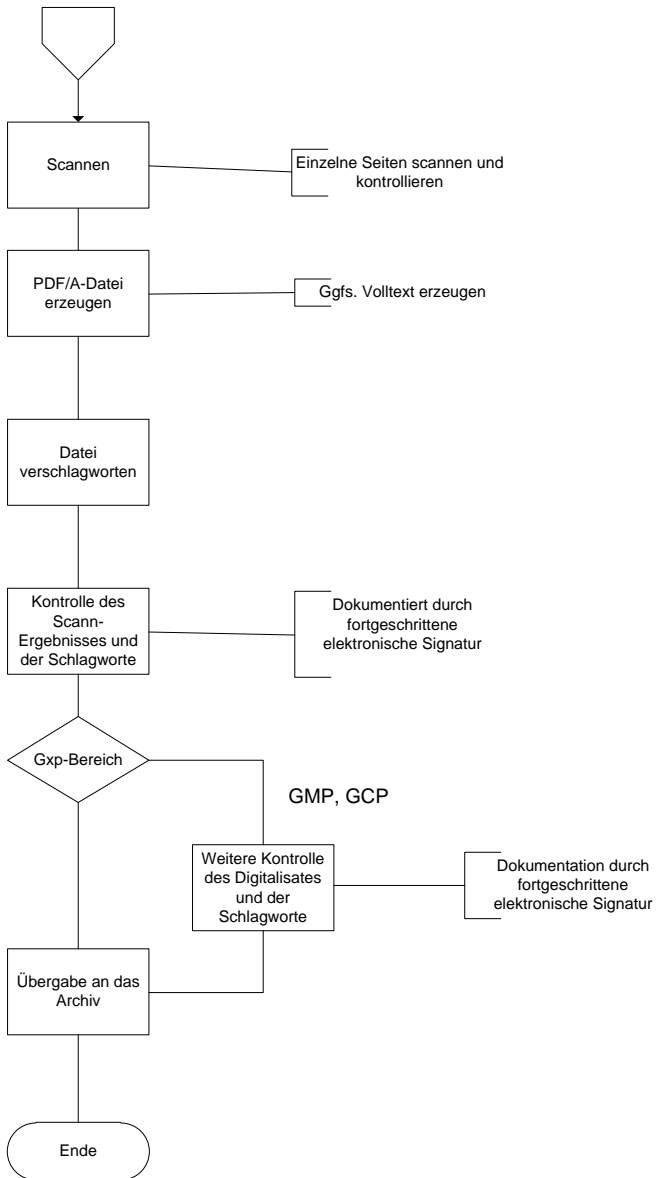 Scannen
Einzelne Seiten scannen und
kontrollieren
PDF/A-Datei
erzeugen
Ggfs. Volltext erzeugen
Datei
verschlagworten
Kontrolle des
Scann-
Ergebnisses und
der Schlagworte
Dokumentiert durch
fortgeschrittene
elektronische Signatur
Gxp-Bereich
GMP, GCP
Weitere Kontrolle
des Digitalisates
und der
Schlagworte
Dokumentation durch
fortgeschrittene
elektronische Signatur
Übergabe an das
Archiv
Ende